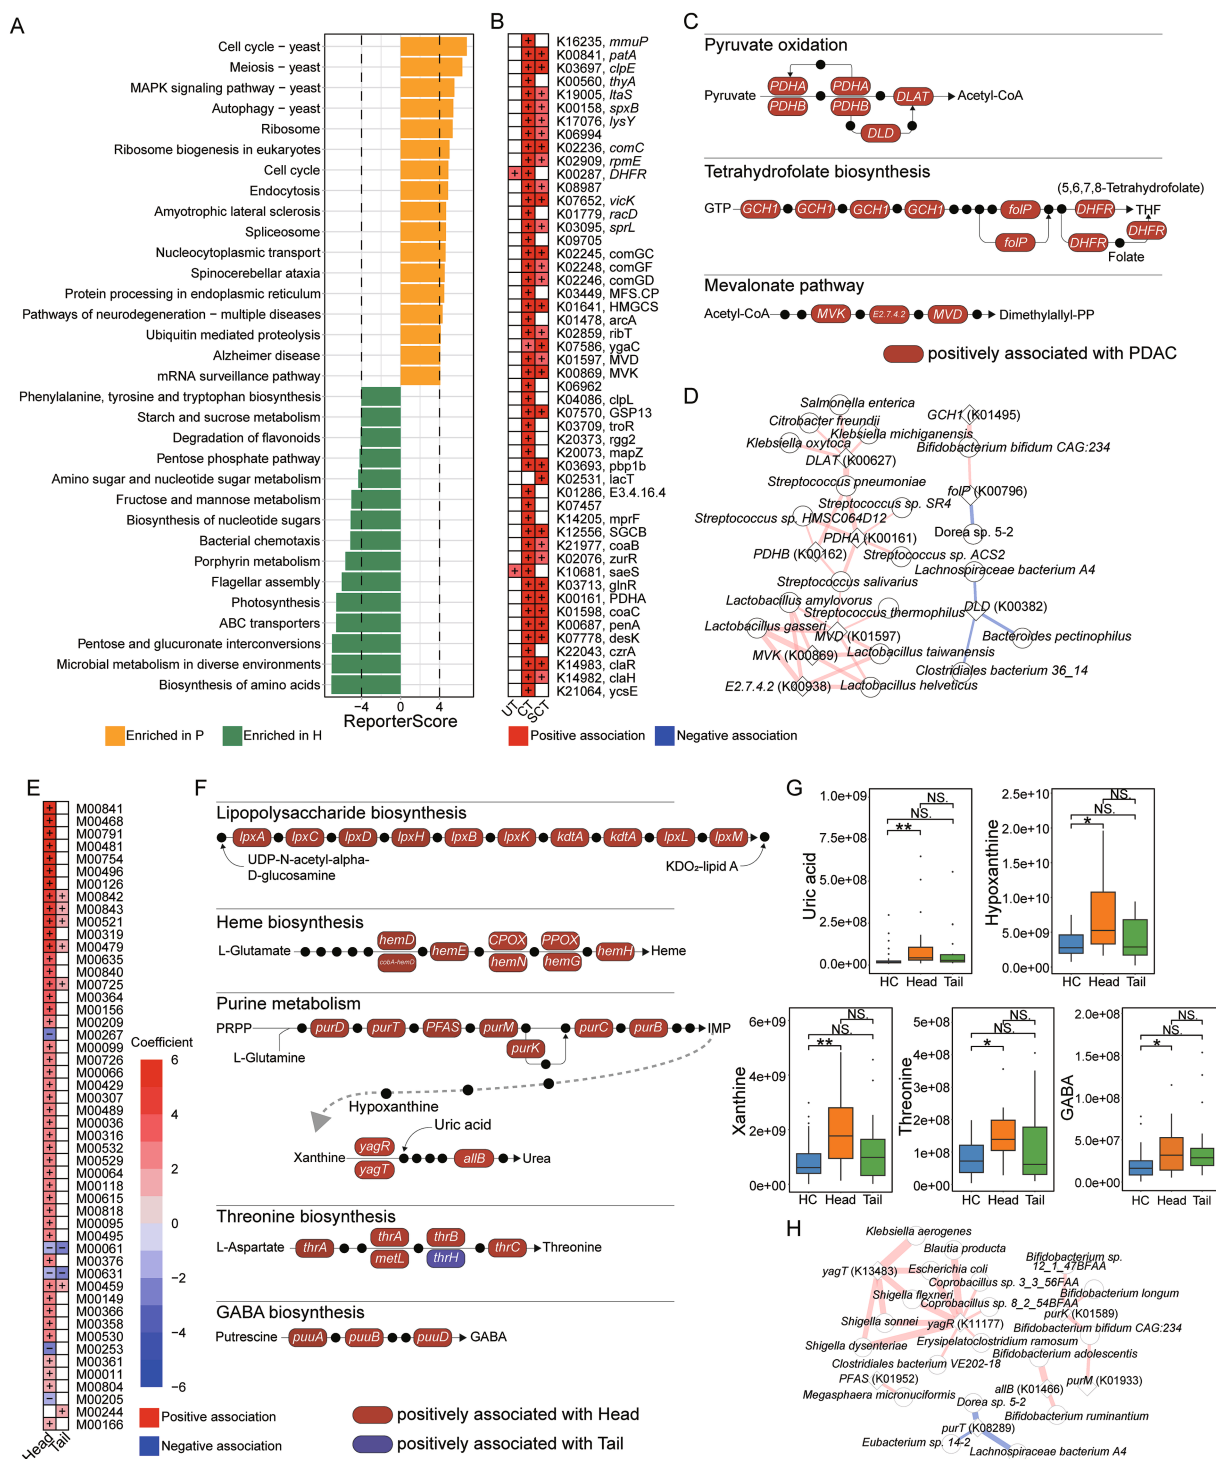 A
Cell cycle − yeast
Meiosis − yeast
MAPK signaling pathway − yeast
Autophagy − yeast
Ribosome
Ribosome biogenesis in eukaryotes
Cell cycle
Endocytosis
Amyotrophic lateral sclerosis
Spliceosome
Nucleocytoplasmic transport
Spinocerebellar ataxia
Protein processing in endoplasmic reticulum
Pathways of neurodegeneration − multiple diseases
Ubiquitin mediated proteolysis
Alzheimer disease
mRNA surveillance pathway
Phenylalanine, tyrosine and tryptophan biosynthesis
Starch and sucrose metabolism
Degradation of flavonoids
Pentose phosphate pathway
Amino sugar and nucleotide sugar metabolism
Fructose and mannose metabolism
Biosynthesis of nucleotide sugars
Bacterial chemotaxis
Porphyrin metabolism
Flagellar assembly
Photosynthesis
ABC transporters
Pentose and glucuronate interconversions
Microbial metabolism in diverse environments
Biosynthesis of amino acids
−4 0 4
ReporterScore
Enriched in P Enriched in H
B
K16235, mmuP
K00841, patA
K03697, clpE
K00560, thyA
K19005, ltaS
K00158, spxB
K17076, lysY
K06994
K02236, comC
K02909, rpmE
K00287, DHFR
K08987
K07652, vicK
K01779, racD
K03095, sprL
K09705
K02245, comGC
K02248, comGF
K02246, comGD
K03449, MFS.CP
K01641, HMGCS
K01478, arcA
K02859, ribT
K07586, ygaC
K01597, MVD
K00869, MVK
K06962
K04086, clpL
K07570, GSP13
K03709, troR
K20373, rgg2
K20073, mapZ
K03693, pbp1b
K02531, lacT
K01286, E3.4.16.4
K07457
K14205, mprF
K12556, SGCB
K21977, coaB
K02076, zurR
K10681, saeS
K03713, glnR
K00161, PDHA
K01598, coaC
K00687, penA
K07778, desK
K22043, czrA
K14983, claR
K14982, claH
K21064, ycsE
UT CT SCT
Positive association Negative association
C
Pyruvate oxidation
PDHA PDHA
Pyruvate DLAT Acetyl-CoA
PDHB PDHB
DLD
Tetrahydrofolate biosynthesis
(5,6,7,8-Tetrahydrofolate)
GTP GCH1 GCH1 GCH1 GCH1 folP DHFR THF
folP DHFR DHFR
Folate
Mevalonate pathway
Acetyl-CoA MVK E2.7.4.2 MVD Dimethylallyl-PP
positively associated with PDAC
D
Salmonella enterica
Citrobacter freundii
Klebsiella michiganensis
Klebsiella oxytoca
DLAT (K00627)
Streptococcus pneumoniae
Streptococcus sp. SR4
Streptococcus sp. HMSC064D12
PDHA (K00161)
PDHB (K00162)
Streptococcus sp. ACS2
Streptococcus salivarius
Lactobacillus amylovorus
Streptococcus thermophilus
Lactobacillus gasseri
MVD (K01597)
MVK (K00869)
Lactobacillus taiwanensis
E2.7.4.2 (K00938)
Lactobacillus helveticus
GCH1 (K01495)
Bifidobacterium bifidum CAG:234
folP (K00796)
Dorea sp. 5-2
Lachnospiraceae bacterium A4
DLD (K00382)
Bacteroides pectinophilus
Clostridiales bacterium 36_14
E
M00841
M00468
M00791
M00481
M00754
M00496
M00126
M00842
M00843
M00521
M00319
M00479
M00635
M00840
M00725
M00364
M00156
M00209
M00267
M00099
M00726
M00066
M00429
M00307
M00489
M00036
M00316
M00532
M00529
M00064
M00118
M00615
M00818
M00095
M00495
M00061
M00376
M00631
M00459
M00149
M00366
M00358
M00530
M00253
M00361
M00011
M00804
M00205
M00244
M00166
Head Tail
Coefficient
6
4
2
0
−2
−4
−6
Positive association
Negative association
F
Lipopolysaccharide biosynthesis
lpxA lpxC lpxD lpxH lpxB lpxK kdtA kdtA lpxL lpxM
UDP-N-acetyl-alpha-
D-glucosamine
KDO₂-lipid A
Heme biosynthesis
hemD CPOX PPOX
L-Glutamate hemE hemH Heme
cobA-hemD hemN hemG
Purine metabolism
PRPP purD purT PFAS purM purC purB IMP
purK
L-Glutamine
Hypoxanthine
Uric acid
yagR
Xanthine allB Urea
yagT
Threonine biosynthesis
thrA thrB
L-Aspartate thrA thrC Threonine
metL thrH
GABA biosynthesis
Putrescine puuA puuB puuD GABA
positively associated with Head
positively associated with Tail
G
Uric acid
1.0e+09
7.5e+08
5.0e+08
2.5e+08
0.0e+00
NS.
NS.
**
HC Head Tail
Hypoxanthine
2.5e+10
2.0e+10
1.5e+10
1.0e+10
5.0e+09
0.0e+00
NS.
NS.
*
HC Head Tail
Xanthine
6e+09
4e+09
2e+09
0e+00
NS.
NS.
**
HC Head Tail
Threonine
5e+08
4e+08
3e+08
2e+08
1e+08
0e+00
NS.
NS.
*
HC Head Tail
GABA
2.0e+08
1.5e+08
1.0e+08
5.0e+07
0.0e+00
NS.
NS.
*
HC Head Tail
H
Klebsiella aerogenes
Blautia producta
yagT (K13483)
Escherichia coli
Coprobacillus sp. 3_3_56FAA
Shigella flexneri
Coprobacillus sp. 8_2_54BFAA
Shigella sonnei
yagR (K11177)
Shigella dysenteriae
Erysipelatoclostridium ramosum
Clostridiales bacterium VE202-18
PFAS (K01952)
Megasphaera micronuciformis
Bifidobacterium sp.
12_1_47BFAA
Bifidobacterium longum
purK (K01589)
Bifidobacterium bifidum CAG:234
Bifidobacterium adolescentis
purM (K01933)
allB (K01466)
Bifidobacterium ruminantium
Dorea sp. 5-2
purT (K08289)
Eubacterium sp. 14-2
Lachnospiraceae bacterium A4